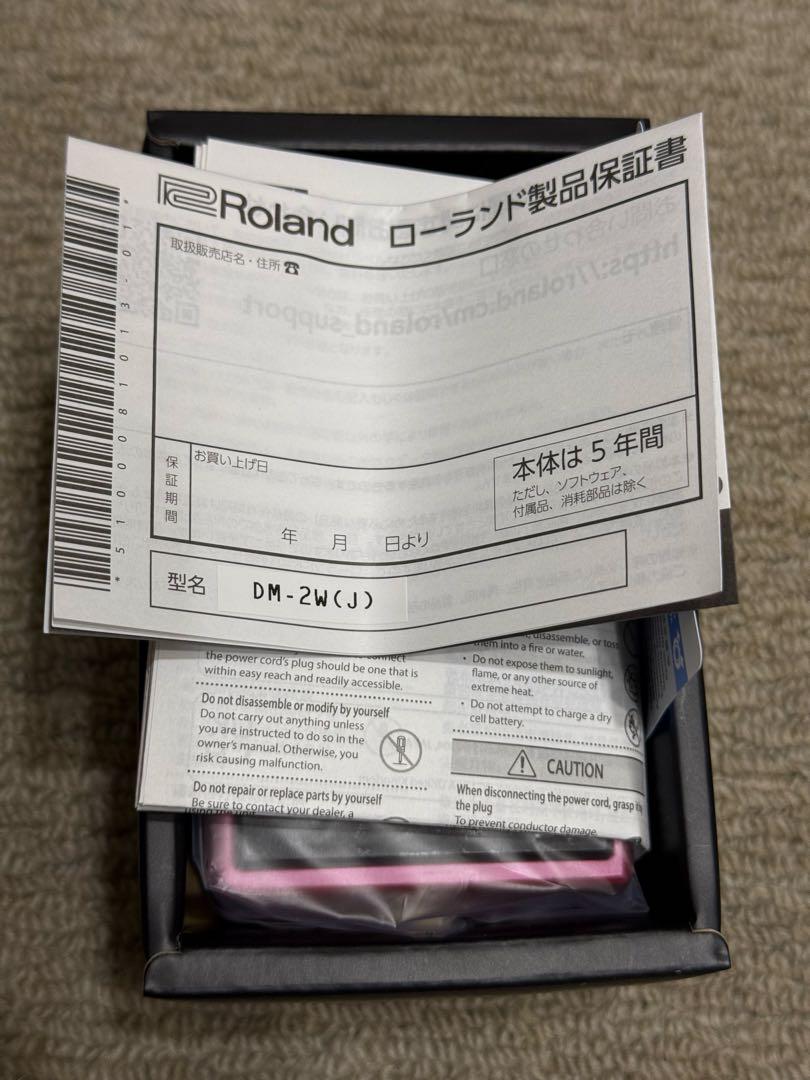 Roland ローランド製品保証書
取扱販売店名・住所☎
保証期間
お買い上げ日
年 月 日より
本体は5年間
ただし、ソフトウェア、
付属品、消耗部品は除く
型名 DM-2W(J)
*5100081013-01*
https://roland.cm/roland_support
the power cord's plug should be one that is
within easy reach and readily accessible.
Do not disassemble or modify by yourself
Do not carry out anything unless
you are instructed to do so in the
owner's manual. Otherwise, you
risk causing malfunction.
Do not repair or replace parts by yourself
Be sure to contact your dealer, a
disassemble, or toss
them into a fire or water.
• Do not expose them to sunlight,
flame, or any other source of
extreme heat.
• Do not attempt to charge a dry
cell battery.
CAUTION
When disconnecting the power cord, grasp it
the plug
To prevent conductor damage,